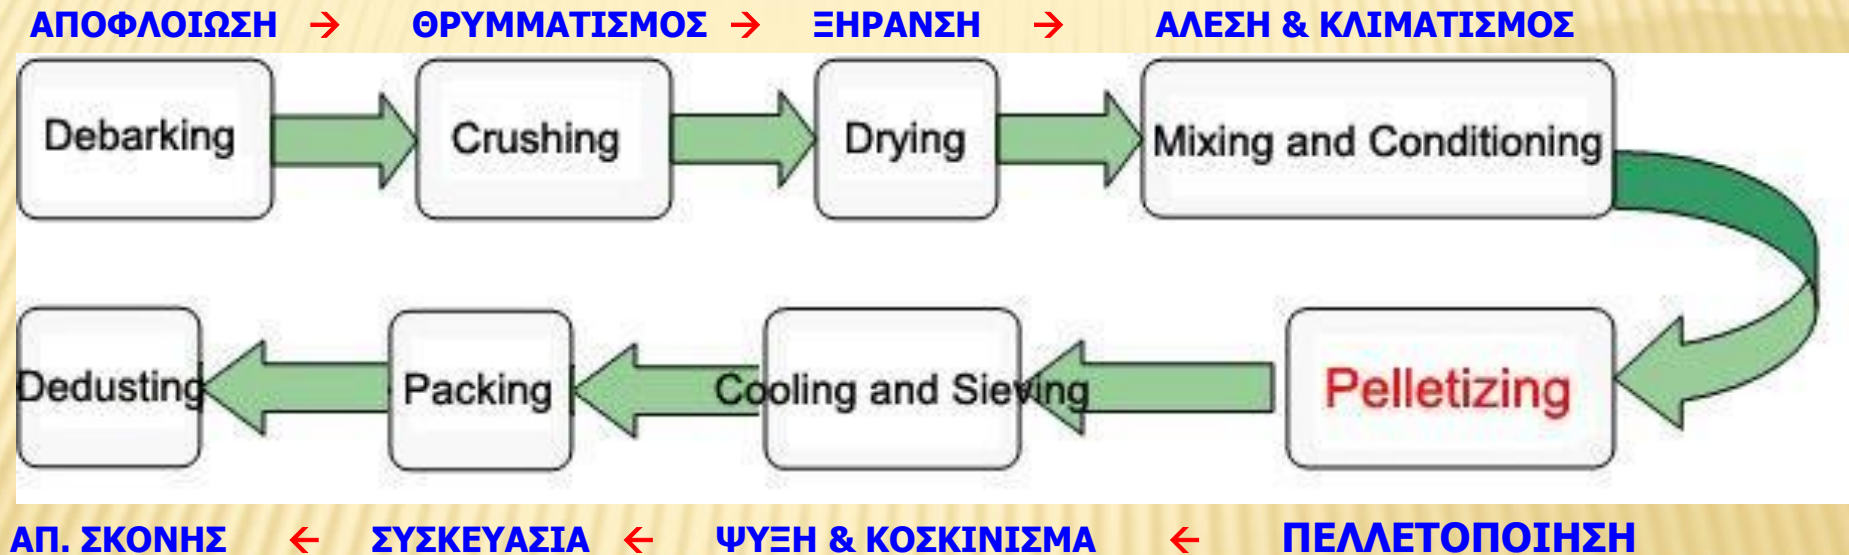 ΑΠΟΦΛΟΙΩΣΗ → ΘΡΥΜΜΑΤΙΣΜΟΣ → ΞΗΡΑΝΣΗ → ΑΛΕΣΗ & ΚΛΙΜΑΤΙΣΜΟΣ
Debarking Crushing Drying Mixing and Conditioning
Dedusting Packing Cooling and Sieving Pelletizing
ΑΠ. ΣΚΟΝΗΣ ← ΣΥΣΚΕΥΑΣΙΑ ← ΨΥΞΗ & ΚΟΣΚΙΝΙΣΜΑ ← ΠΕΛΛΕΤΟΠΟΙΗΣΗ